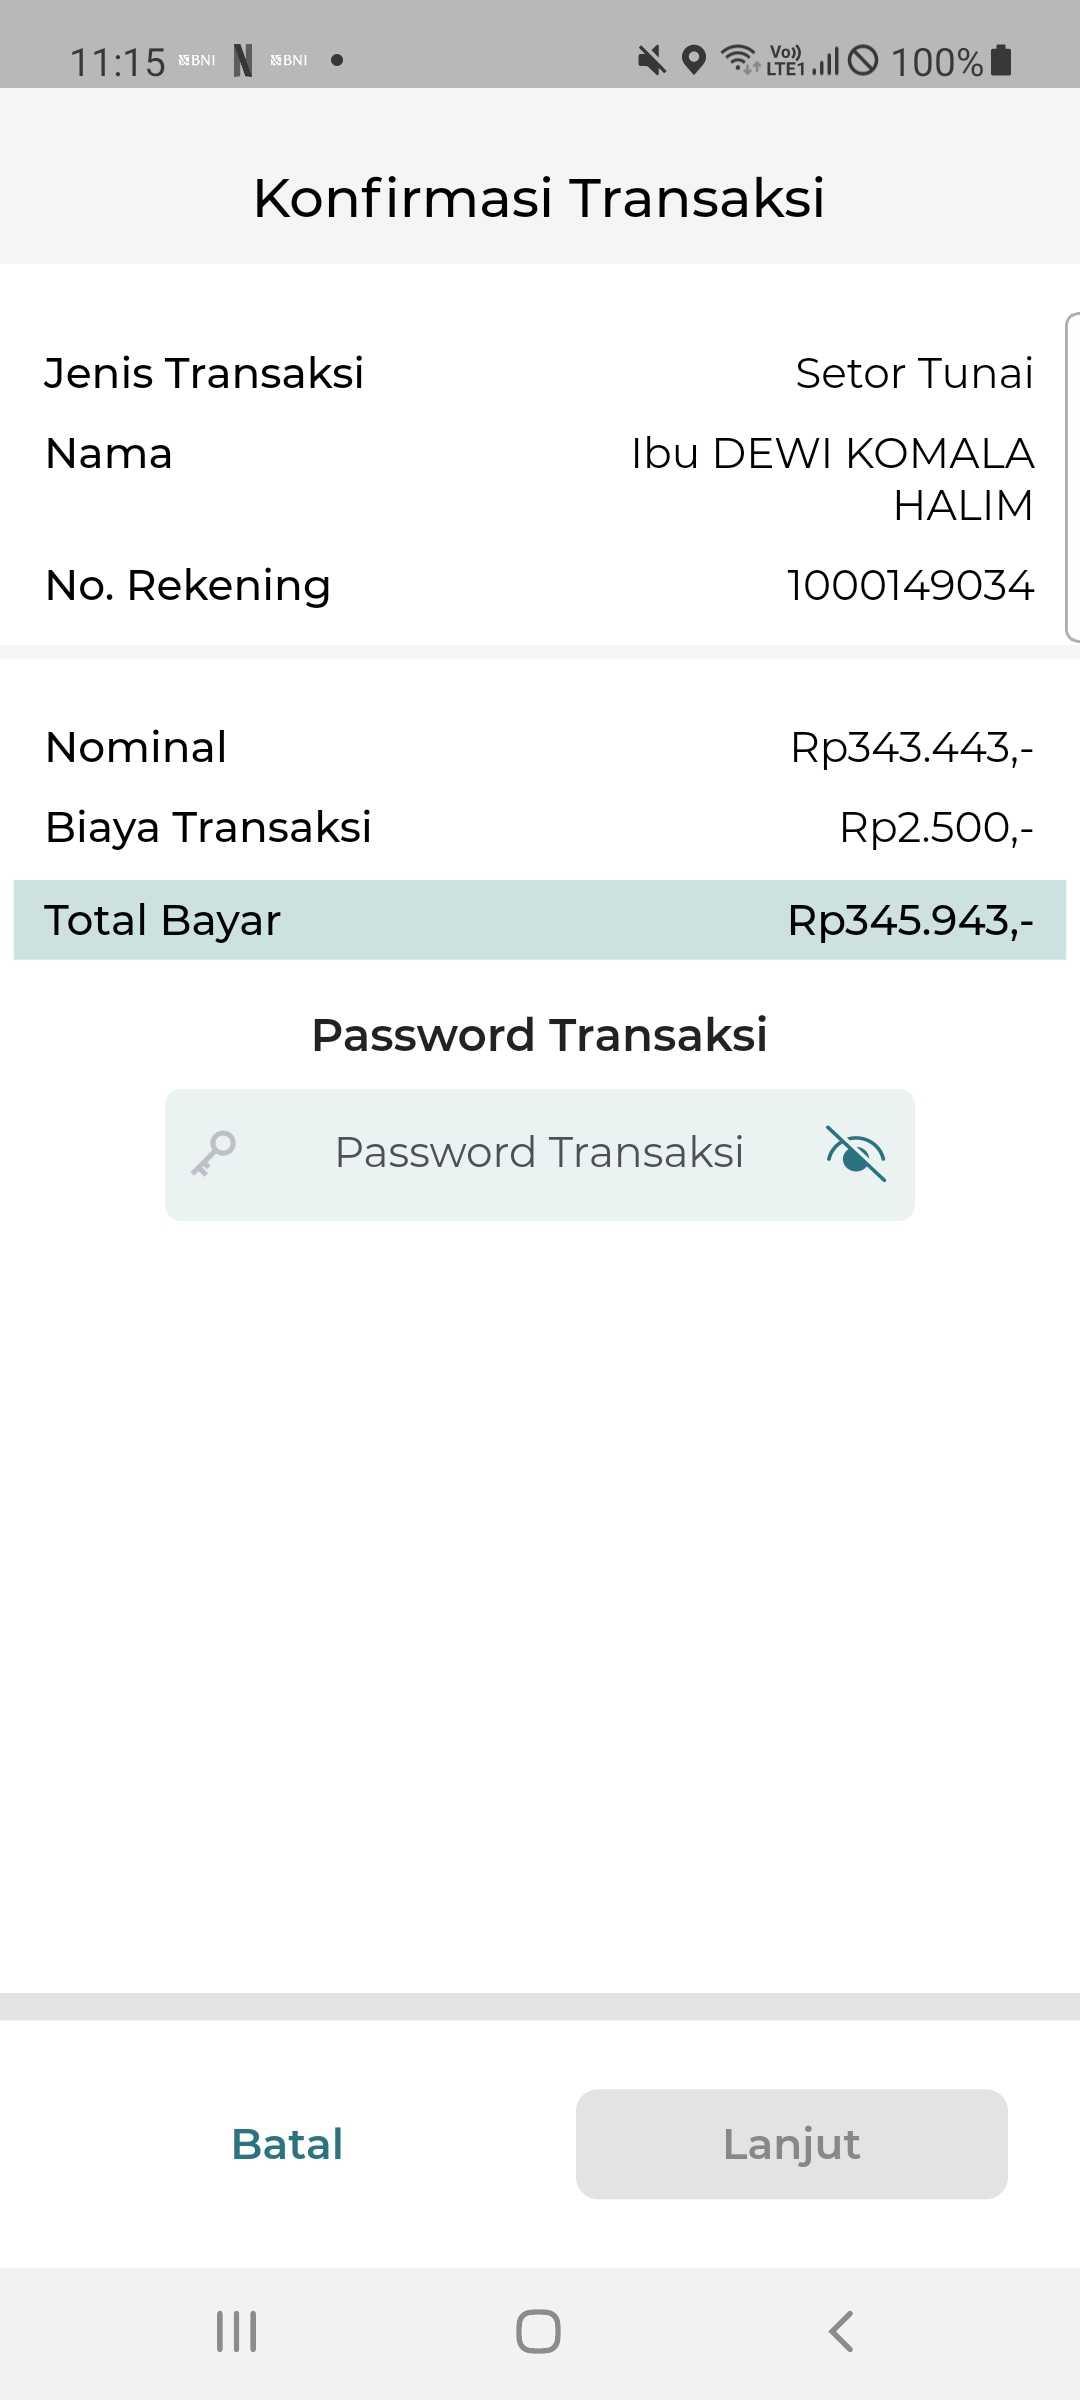 11:15 BNI N BNI Vo)) LTE1 100%
Konfirmasi Transaksi
Jenis Transaksi Setor Tunai
Nama Ibu DEWI KOMALA
HALIM
No. Rekening 1000149034
Nominal Rp343.443,-
Biaya Transaksi Rp2.500,-
Total Bayar Rp345.943,-
Password Transaksi
Password Transaksi
Batal Lanjut